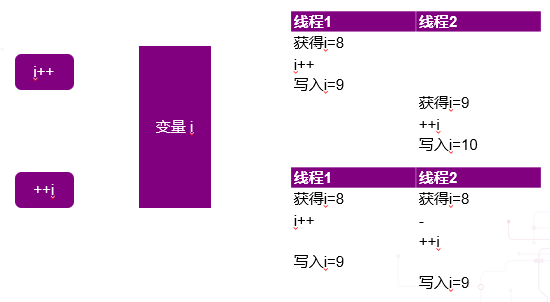 i++
变量 i
++i
线程1 线程2
获得i=8
i++
写入i=9
获得i=9
++i
写入i=10
线程1 线程2
获得i=8 获得i=8
i++ -
++i
写入i=9
写入i=9